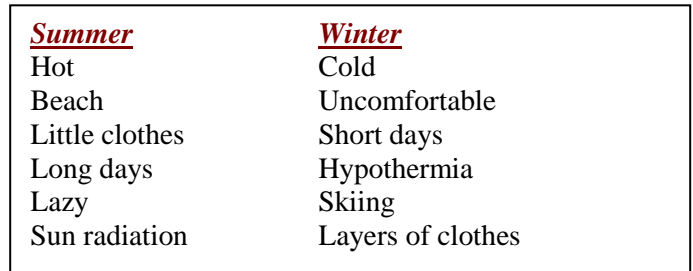 Summer Winter
Hot Cold
Beach Uncomfortable
Little clothes Short days
Long days Hypothermia
Lazy Skiing
Sun radiation Layers of clothes